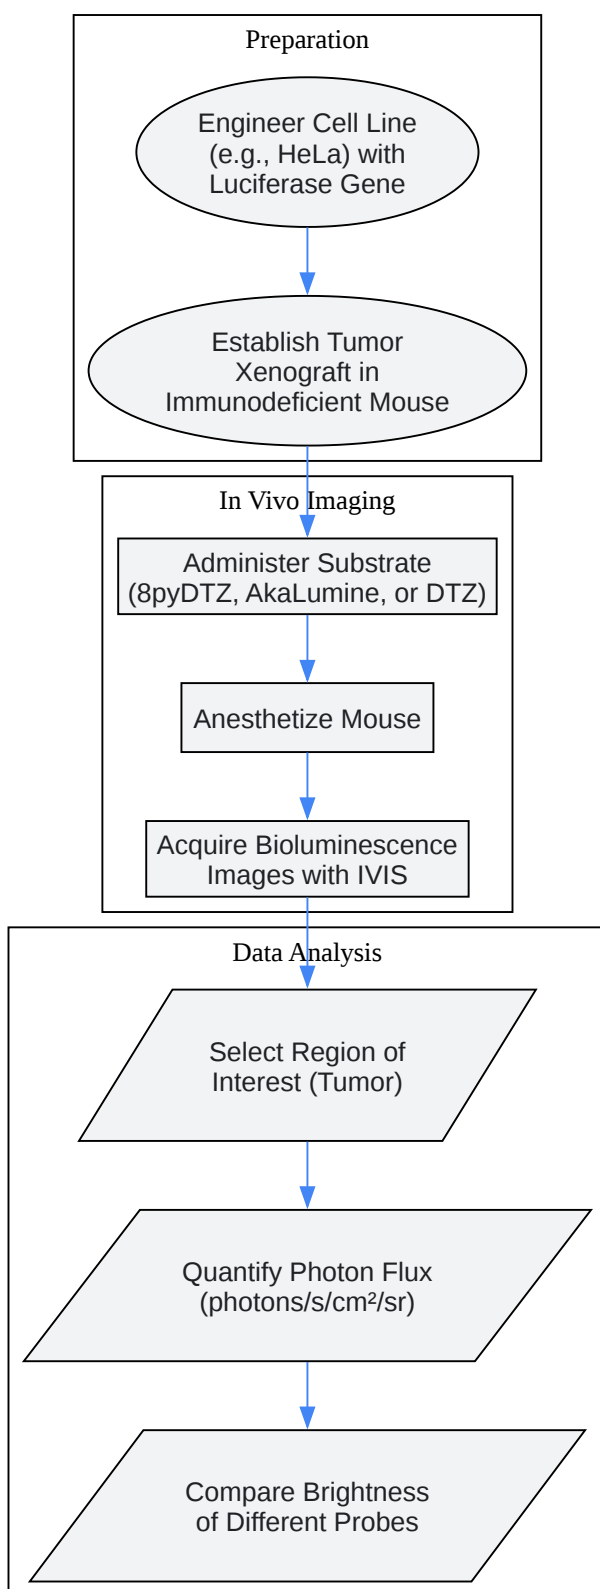 Preparation
Engineer Cell Line
(e.g., HeLa) with
Luciferase Gene
Establish Tumor
Xenograft in
Immunodeficient Mouse
In Vivo Imaging
Administer Substrate
(8pyDTZ, AkaLumine, or DTZ)
Anesthetize Mouse
Acquire Bioluminescence
Images with IVIS
Data Analysis
Select Region of
Interest (Tumor)
Quantify Photon Flux
(photons/s/cm²/sr)
Compare Brightness
of Different Probes